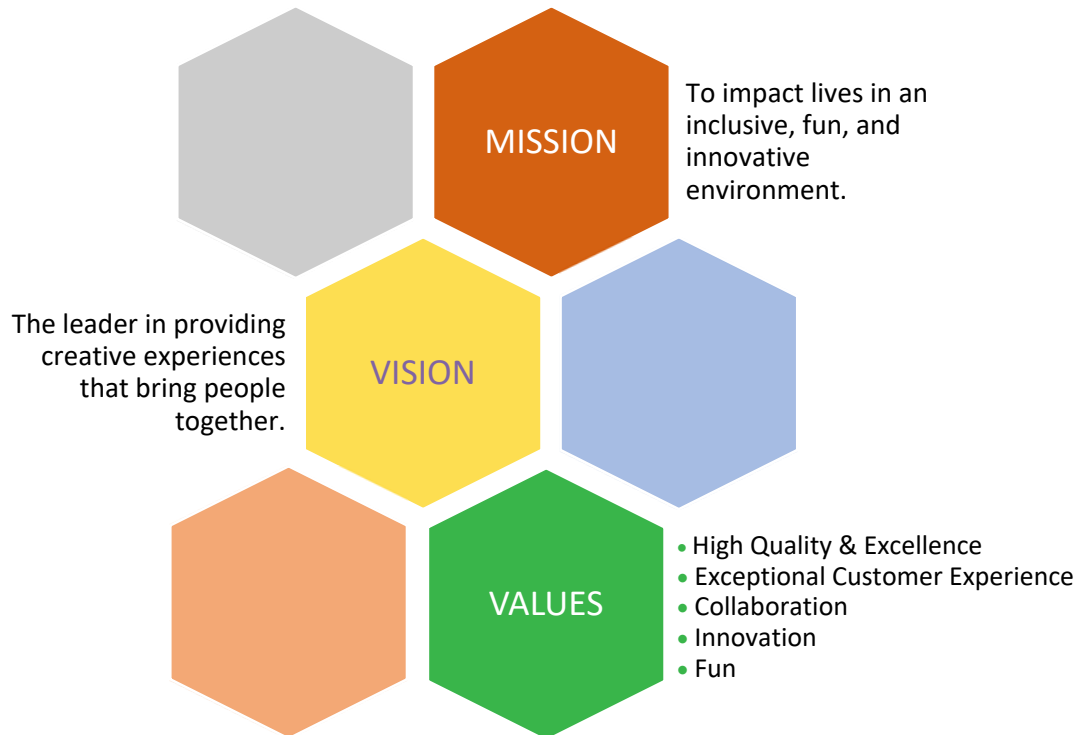 MISSION
To impact lives in an
inclusive, fun, and
innovative
environment.
The leader in providing
creative experiences
that bring people
together.
VISION
VALUES
• High Quality & Excellence
• Exceptional Customer Experience
• Collaboration
• Innovation
• Fun